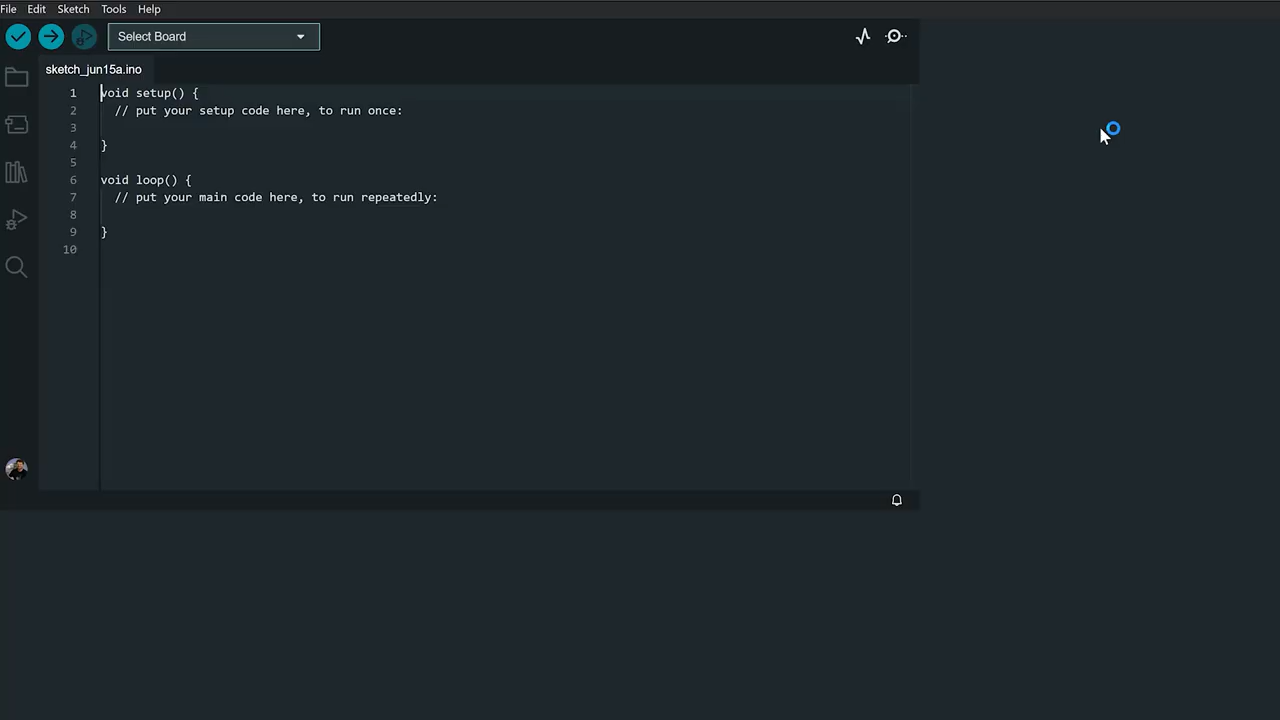 File Edit Sketch Tools Help
Select Board
sketch_jun15a.ino
1 void setup() {
2 // put your setup code here, to run once:
3
4 }
5
6 void loop() {
7 // put your main code here, to run repeatedly:
8
9 }
10